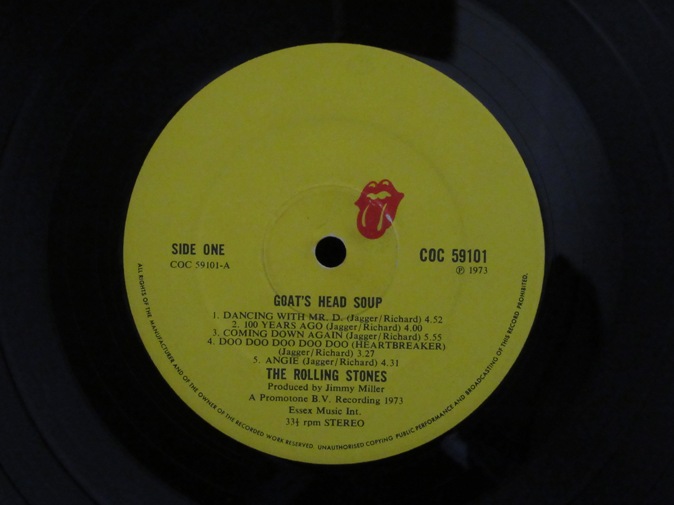 SIDE ONE
COC 59101-A
COC 59101
℗ 1973
GOAT'S HEAD SOUP
1. DANCING WITH MR. D. (Jagger/Richard) 4.52
2. 100 YEARS AGO (Jagger/Richard) 4.00
3. COMING DOWN AGAIN (Jagger/Richard) 5.55
4. DOO DOO DOO DOO DOO (HEARTBREAKER)
(Jagger/Richard) 3.27
5. ANGIE (Jagger/Richard) 4.31
THE ROLLING STONES
Produced by Jimmy Miller
A Promotone B.V. Recording 1973
Essex Music Int.
33⅓ rpm STEREO
ALL RIGHTS OF THE MANUFACTURER AND OF THE OWNER OF THE RECORDED WORK RESERVED. UNAUTHORISED COPYING PUBLIC PERFORMANCE AND BROADCASTING OF THIS RECORD PROHIBITED.